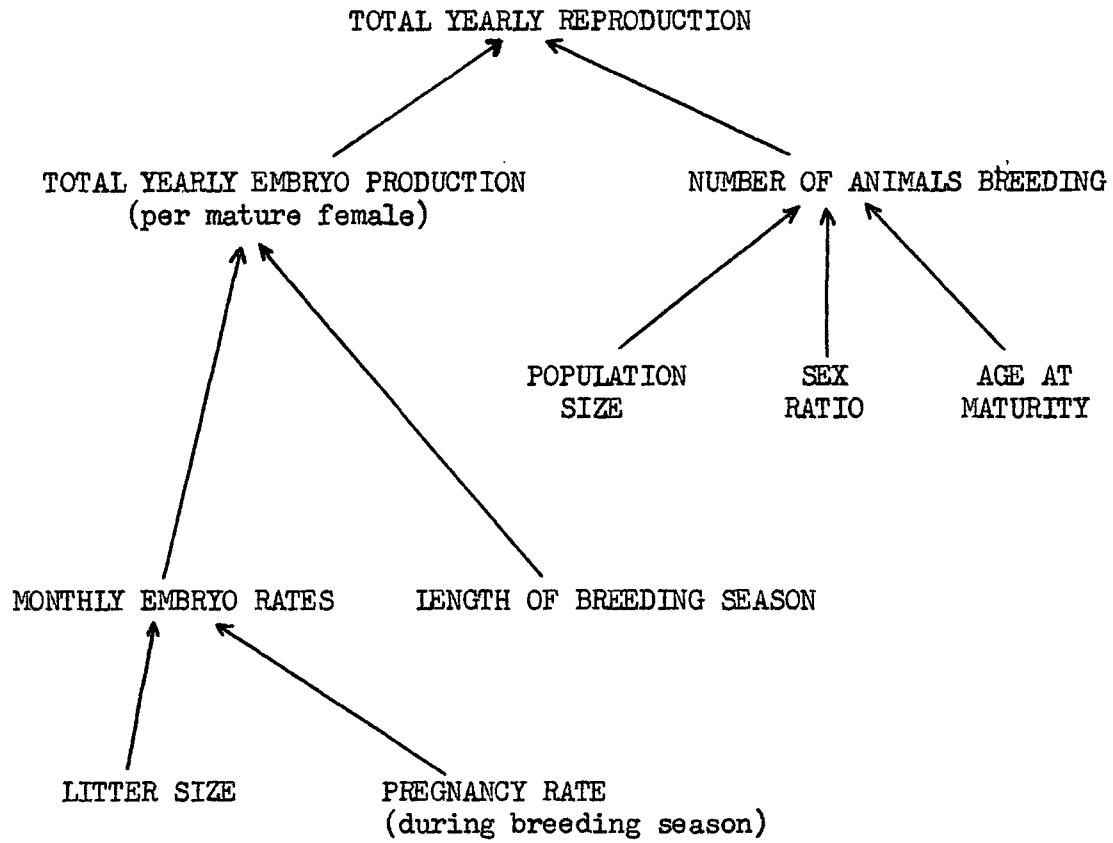 TOTAL YEARLY REPRODUCTION
TOTAL YEARLY EMBRYO PRODUCTION
(per mature female)
NUMBER OF ANIMALS BREEDING
POPULATION
SIZE
SEX
RATIO
AGE AT
MATURITY
MONTHLY EMBRYO RATES
LENGTH OF BREEDING SEASON
LITTER SIZE
PREGNANCY RATE
(during breeding season)